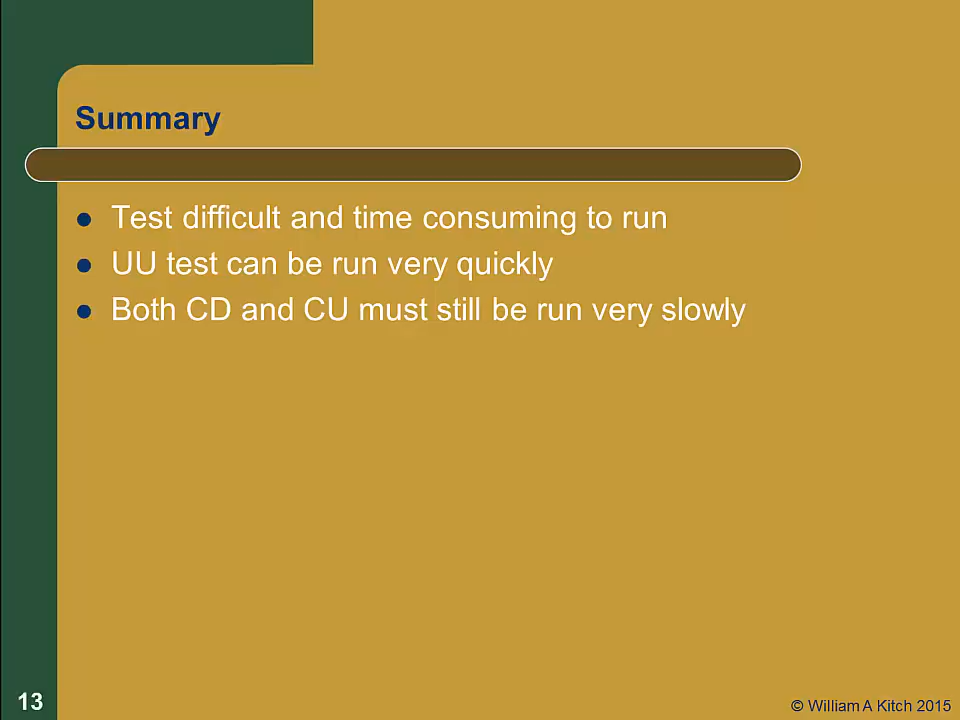 Summary
Test difficult and time consuming to run
UU test can be run very quickly
Both CD and CU must still be run very slowly
13
© William A Kitch 2015